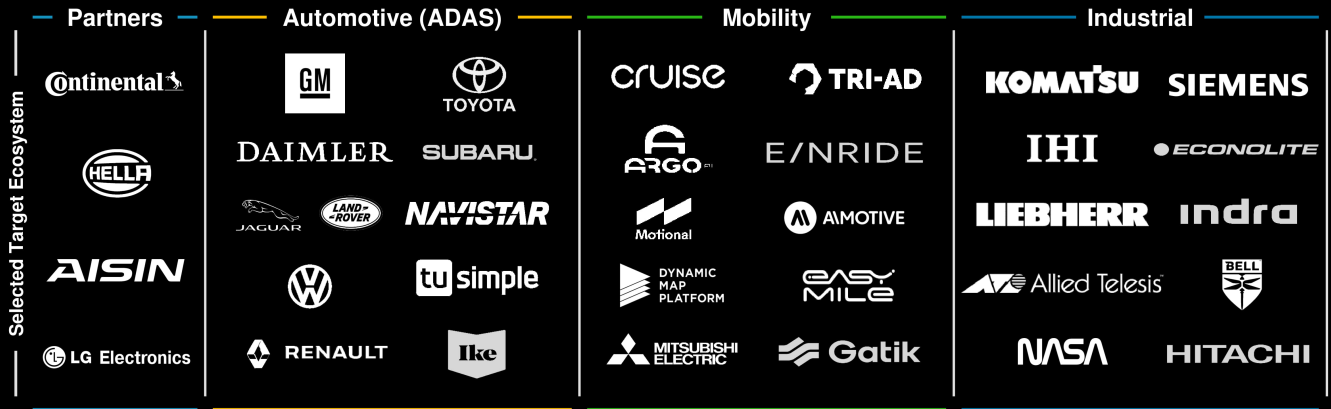 Partners
Automotive (ADAS)
Mobility
Industrial
Selected Target Ecosystem
Continental
HELLA
AISIN
LG Electronics
GM
TOYOTA
DAIMLER
SUBARU
JAGUAR
LAND-
ROVER
NAVISTAR
VW
tu simple
RENAULT
Ike
cruise
TRI-AD
ARGO
E/NRIDE
Motional
AIMOTIVE
DYNAMIC
MAP
PLATFORM
EASY
MILE
MITSUBISHI
ELECTRIC
Gatik
KOMATSU
SIEMENS
IHI
ECONOLITE
LIEBHERR
indra
Allied Telesis
BELL
NASA
HITACHI